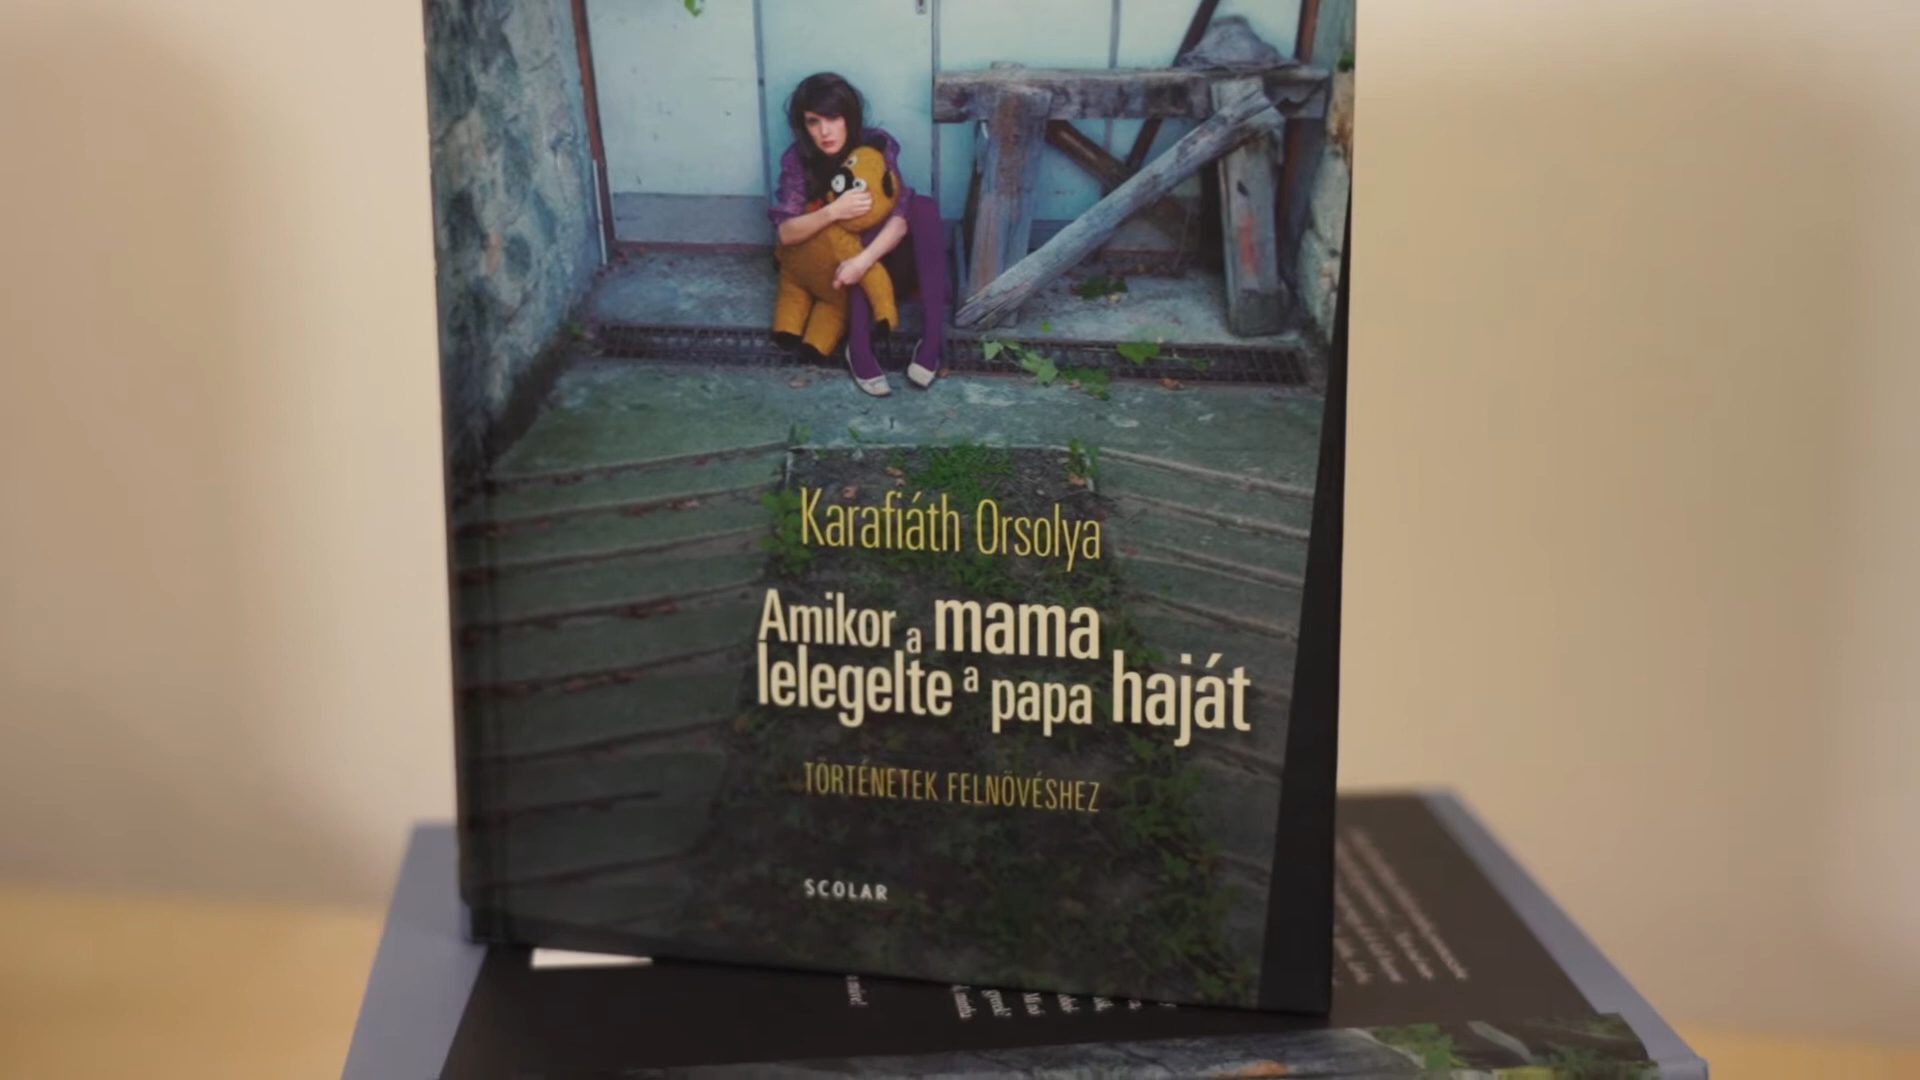 Karafiáth Orsolya
Amikor a mama
lelegelte a papa haját
TÖRTÉNETEK FELNÖVÉSHEZ
SCOLAR